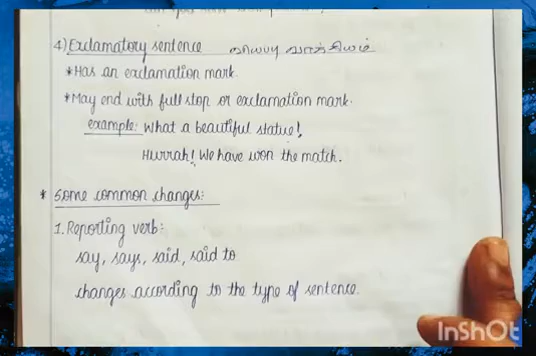 4) Exclamatory sentence வியப்பு வாக்கியம்
*Has an exclamation mark.
*May end with full stop or exclamation mark.
example: What a beautiful statue!
Hurrah! We have won the match.
* Some common changes:
1. Reporting verb:
say, says, said, said to
changes according to the type of sentence.
InShOt